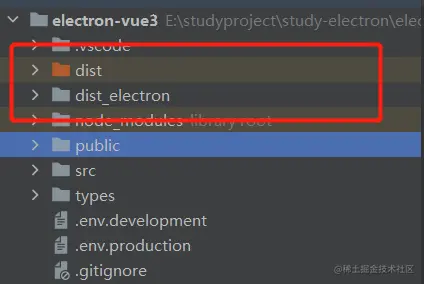 electron-vue3 E:\studyproject\study-electron\elec
.vscode
dist
dist_electron
node_modules library root
public
src
types
.env.development
.env.production
.gitignore
@稀土掘金技术社区